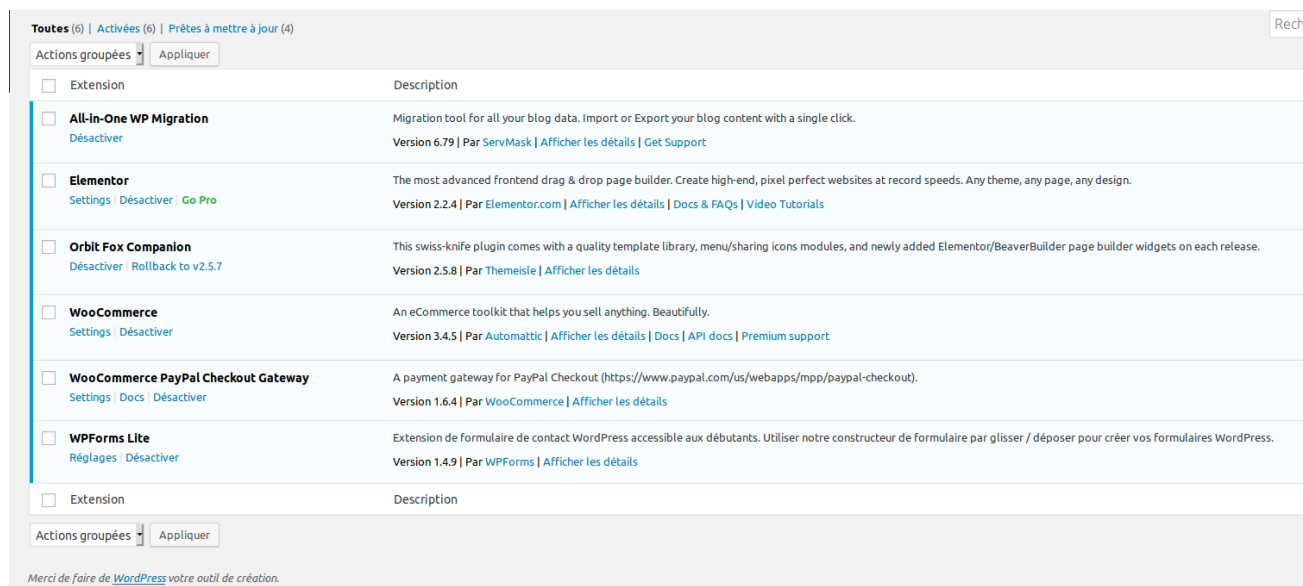 Toutes (6) | Activées (6) | Prêtes à mettre à jour (4)
Rech
Actions groupées Appliquer
Extension Description
All-in-One WP Migration Migration tool for all your blog data. Import or Export your blog content with a single click.
Désactiver Version 6.79 | Par ServMask | Afficher les détails | Get Support
Elementor The most advanced frontend drag & drop page builder. Create high-end, pixel perfect websites at record speeds. Any theme, any page, any design.
Settings | Désactiver | Go Pro Version 2.2.4 | Par Elementor.com | Afficher les détails | Docs & FAQs | Video Tutorials
Orbit Fox Companion This swiss-knife plugin comes with a quality template library, menu/sharing icons modules, and newly added Elementor/BeaverBuilder page builder widgets on each release.
Désactiver | Rollback to v2.5.7 Version 2.5.8 | Par Themeisle | Afficher les détails
WooCommerce An eCommerce toolkit that helps you sell anything. Beautifully.
Settings | Désactiver Version 3.4.5 | Par Automattic | Afficher les détails | Docs | API docs | Premium support
WooCommerce PayPal Checkout Gateway A payment gateway for PayPal Checkout (https://www.paypal.com/us/webapps/mpp/paypal-checkout).
Settings | Docs | Désactiver Version 1.6.4 | Par WooCommerce | Afficher les détails
WPForms Lite Extension de formulaire de contact WordPress accessible aux débutants. Utiliser notre constructeur de formulaire par glisser / déposer pour créer vos formulaires WordPress.
Réglages | Désactiver Version 1.4.9 | Par WPForms | Afficher les détails
Extension Description
Actions groupées Appliquer
Merci de faire de WordPress votre outil de création.